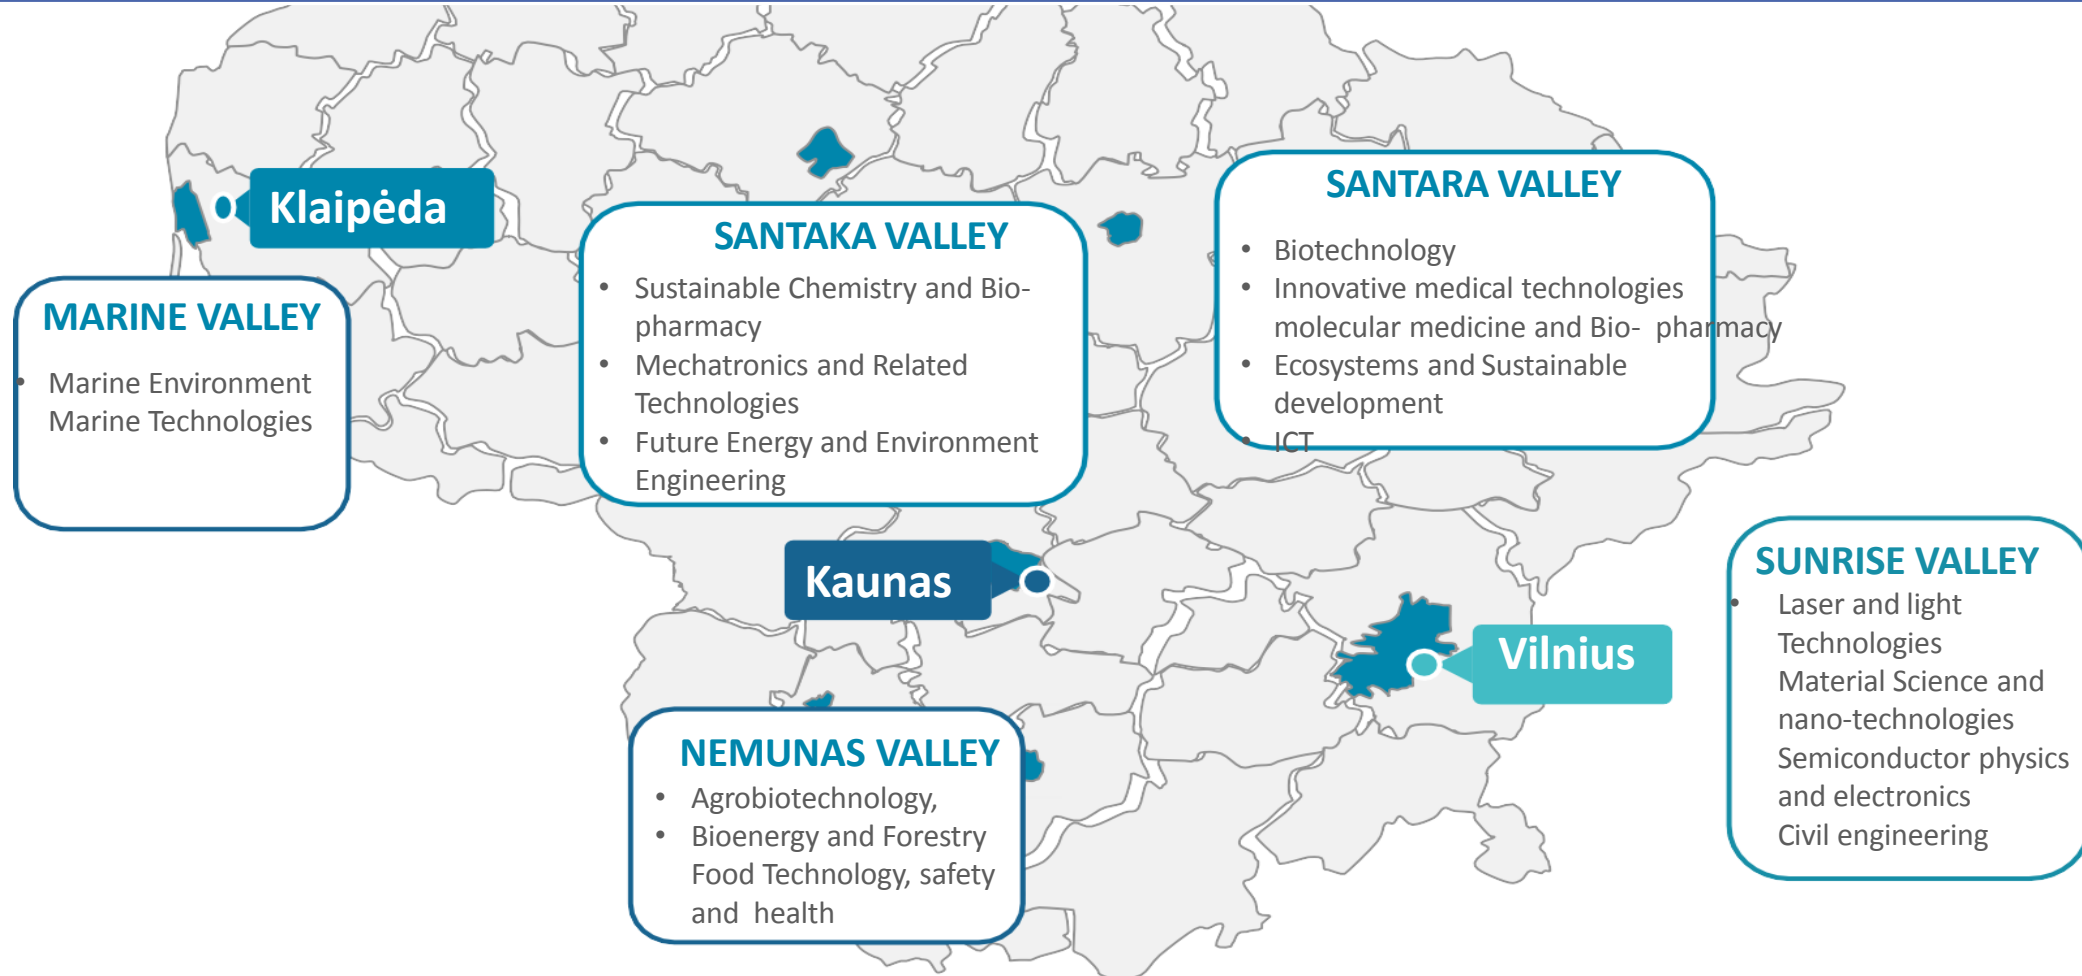 Klaipėda
MARINE VALLEY
• Marine Environment
Marine Technologies
SANTAKA VALLEY
• Sustainable Chemistry and Bio-
pharmacy
• Mechatronics and Related
Technologies
• Future Energy and Environment
Engineering
SANTARA VALLEY
• Biotechnology
• Innovative medical technologies
molecular medicine and Bio- pharmacy
• Ecosystems and Sustainable
development
• ICT
Kaunas
Vilnius
SUNRISE VALLEY
• Laser and light
Technologies
Material Science and
nano-technologies
Semiconductor physics
and electronics
Civil engineering
NEMUNAS VALLEY
• Agrobiotechnology,
• Bioenergy and Forestry
Food Technology, safety
and health